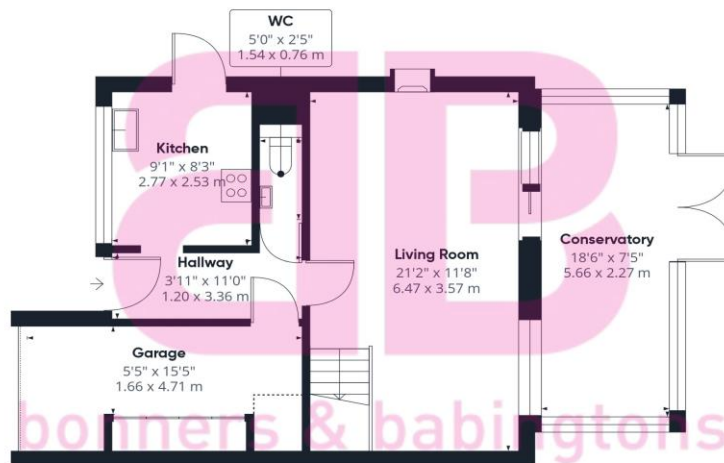 WC
5'0" x 2'5"
1.54 x 0.76 m
Kitchen
9'1" x 8'3"
2.77 x 2.53 m
Hallway
3'11" x 11'0"
1.20 x 3.36 m
Living Room
21'2" x 11'8"
6.47 x 3.57 m
Conservatory
18'6" x 7'5"
5.66 x 2.27 m
Garage
5'5" x 15'5"
1.66 x 4.71 m
BB
bonners & babingtons